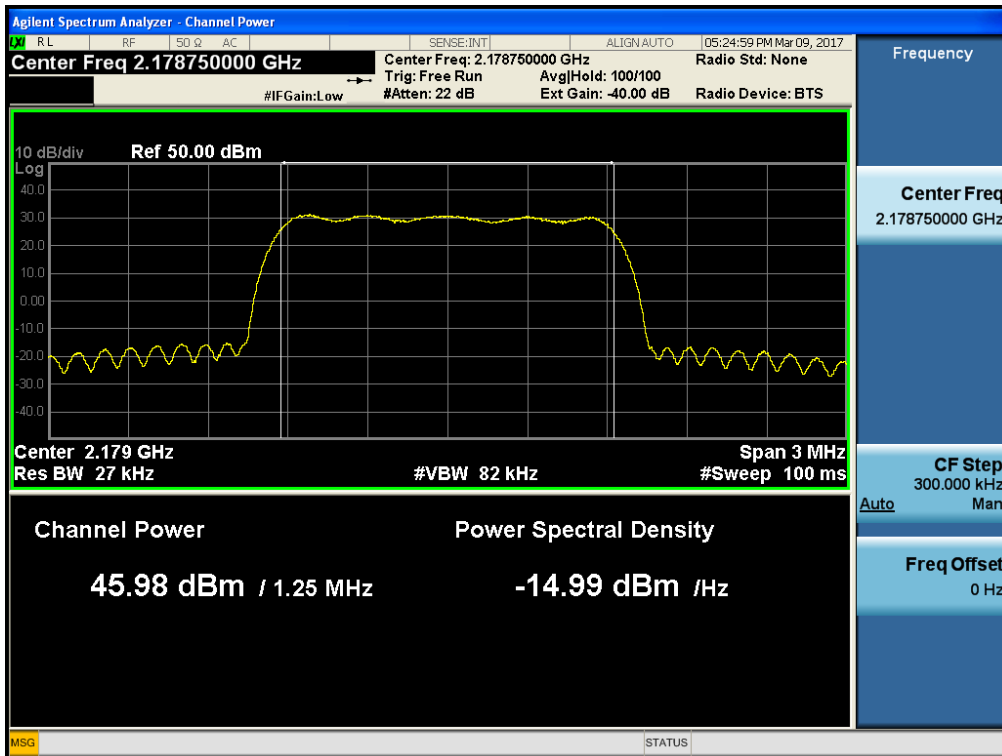 Agilent Spectrum Analyzer - Channel Power
LXI RL RF 50 Ω AC SENSE:INT ALIGN AUTO 05:24:59 PM Mar 09, 2017
Center Freq 2.178750000 GHz
Center Freq: 2.178750000 GHz Radio Std: None
Trig: Free Run Avg|Hold: 100/100
#IFGain:Low #Atten: 22 dB Ext Gain: -40.00 dB Radio Device: BTS
10 dB/div Ref 50.00 dBm
Log
40.0
30.0
20.0
10.0
0.00
-10.0
-20.0
-30.0
-40.0
Center 2.179 GHz Span 3 MHz
Res BW 27 kHz #VBW 82 kHz #Sweep 100 ms
Channel Power Power Spectral Density
45.98 dBm / 1.25 MHz -14.99 dBm /Hz
Frequency
Center Freq
2.178750000 GHz
CF Step
300.000 kHz
Auto Man
Freq Offset
0 Hz
MSG STATUS